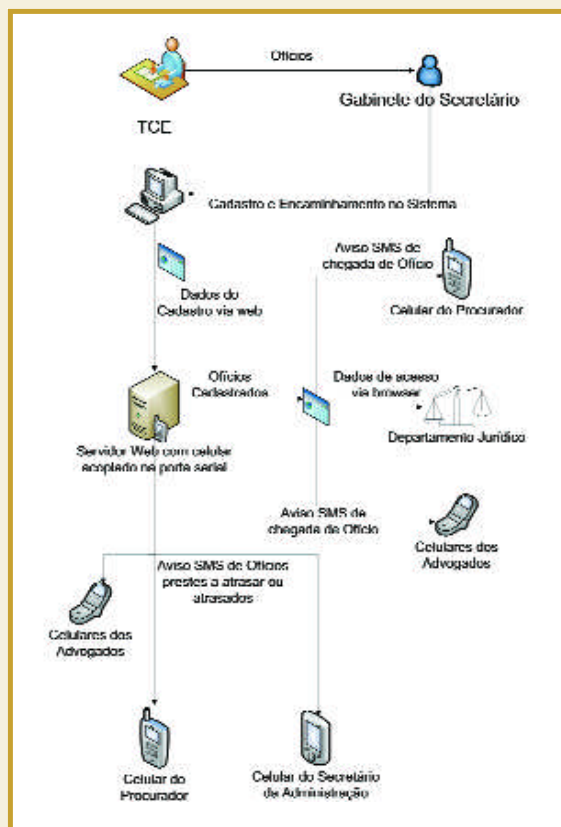 Ofícios
TCE
Gabinete do Secretário
Cadastro e Encaminhamento no Sistema
Aviso SMS de
chegada de Ofício
Celular do Procurador
Dados do
Cadastro via web
Ofícios
Cadastrados
Dados de acesso
via browser
Departamento Jurídico
Servidor Web com celular
acoplado na porta serial
Aviso SMS de
chegada de Ofício
Celulares dos
Advogados
Aviso SMS de Ofícios
prestes a atrasar ou
atrasados
Celulares dos
Advogados
Celular do
Procurador
Celular do Secretário
da Administração